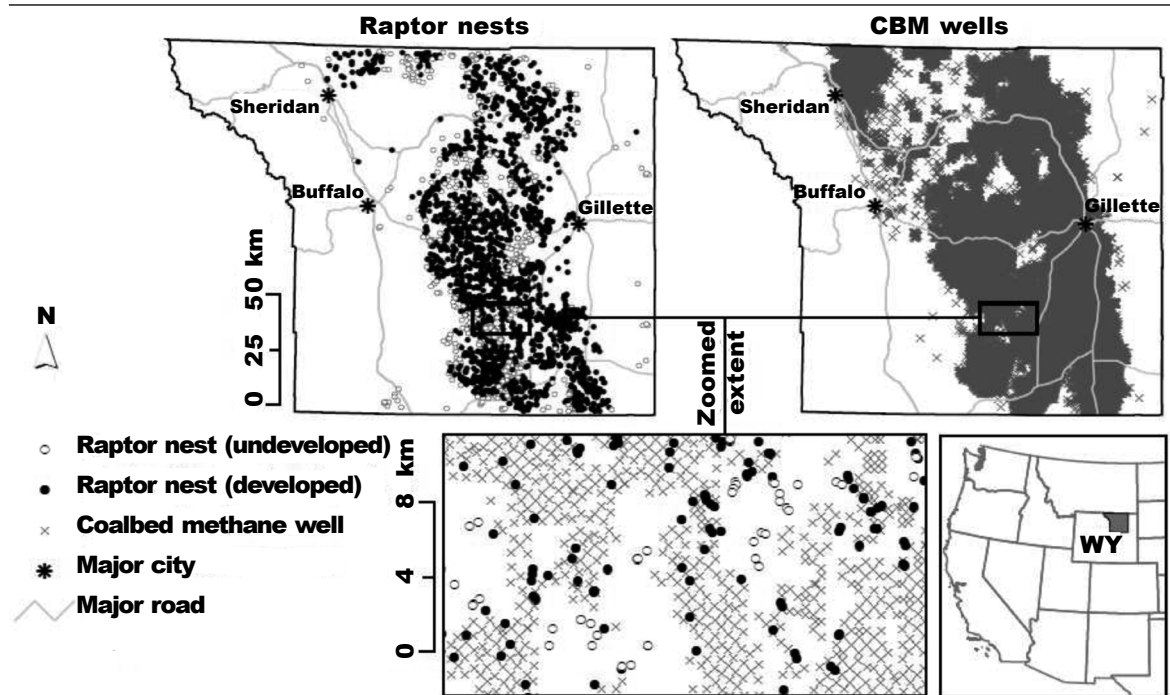 Raptor nests
CBM wells
Sheridan
Buffalo
Gillette
Sheridan
Buffalo
Gillette
N
50 km
25
0
Zoomed
extent
Raptor nest (undeveloped)
Raptor nest (developed)
Coalbed methane well
Major city
Major road
km
8
4
0
WY